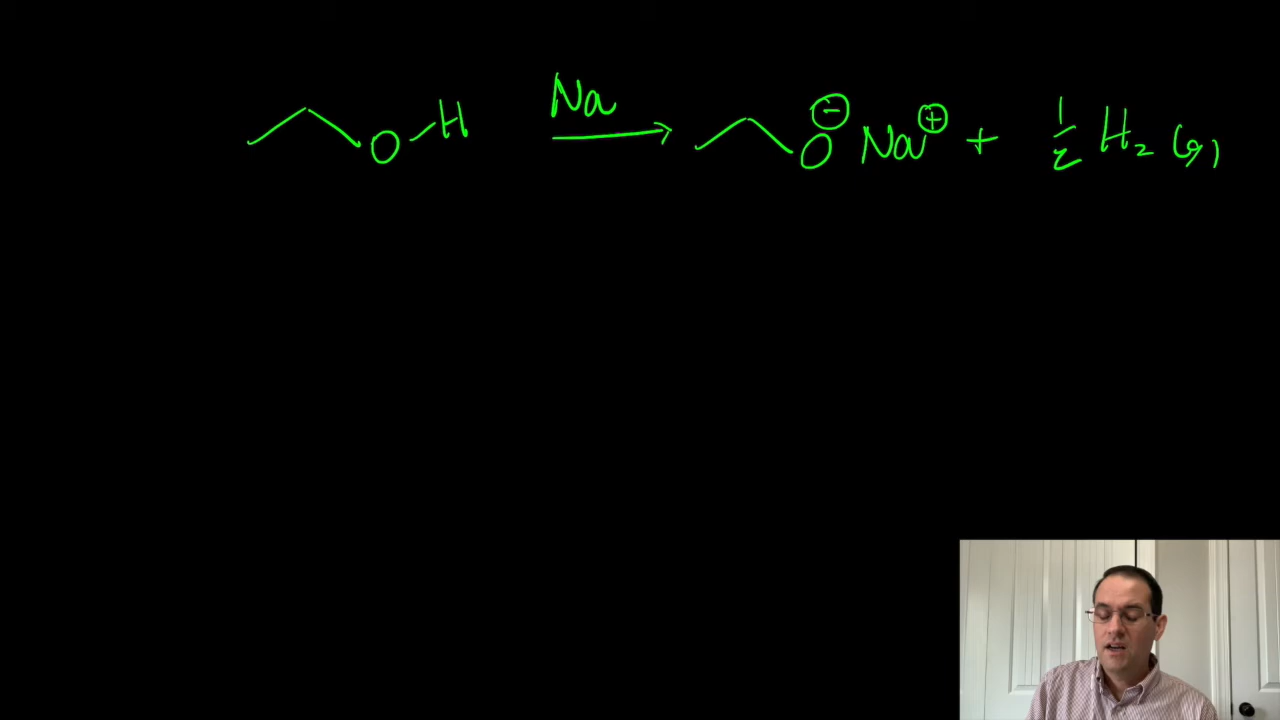 O-H Na → O⊖ Na⊕ + 1/2 H₂ (g)